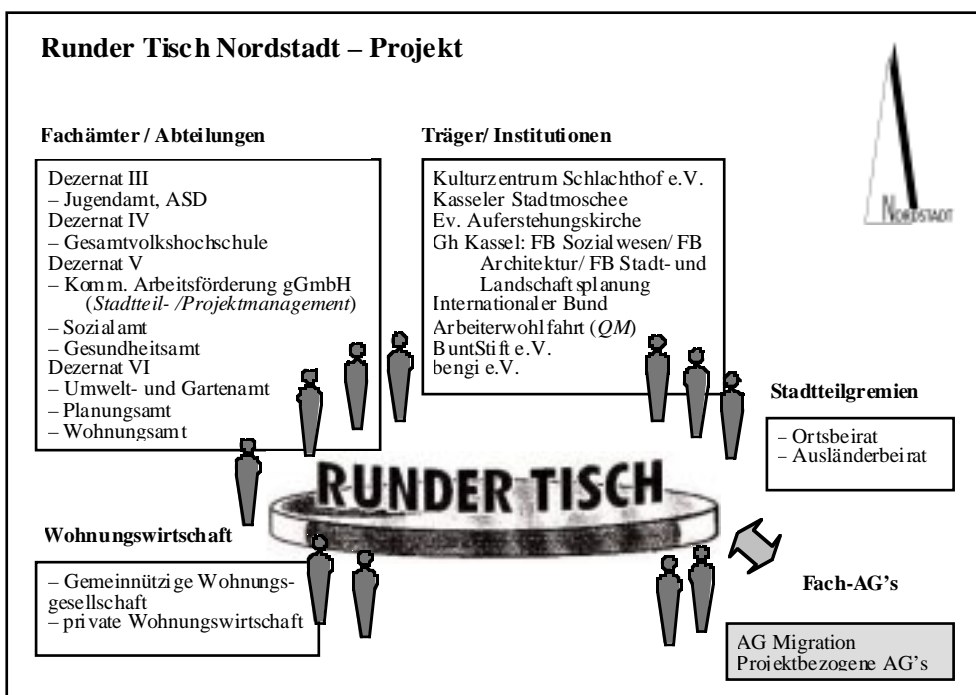 Runder Tisch Nordstadt – Projekt
NORDSTADT
Fachämter / Abteilungen
Dezernat III
– Jugendamt, ASD
Dezernat IV
– Gesamtvolkshochschule
Dezernat V
– Komm. Arbeitsförderung gGmbH
(Stadtteil- /Projektmanagement)
– Sozialamt
– Gesundheitsamt
Dezernat VI
– Umwelt- und Gartenamt
– Planungsamt
– Wohnungsamt
Träger/ Institutionen
Kulturzentrum Schlachthof e.V.
Kasseler Stadtmoschee
Ev. Auferstehungskirche
Gh Kassel: FB Sozialwesen/ FB
Architektur/ FB Stadt- und
Landschaftsplanung
Internationaler Bund
Arbeiterwohlfahrt (QM)
BuntStift e.V.
bengi e.V.
Stadtteilgremien
– Ortsbeirat
– Ausländerbeirat
RUNDER TISCH
Wohnungswirtschaft
– Gemeinnützige Wohnungs-
gesellschaft
– private Wohnungswirtschaft
Fach-AG's
AG Migration
Projektbezogene AG's